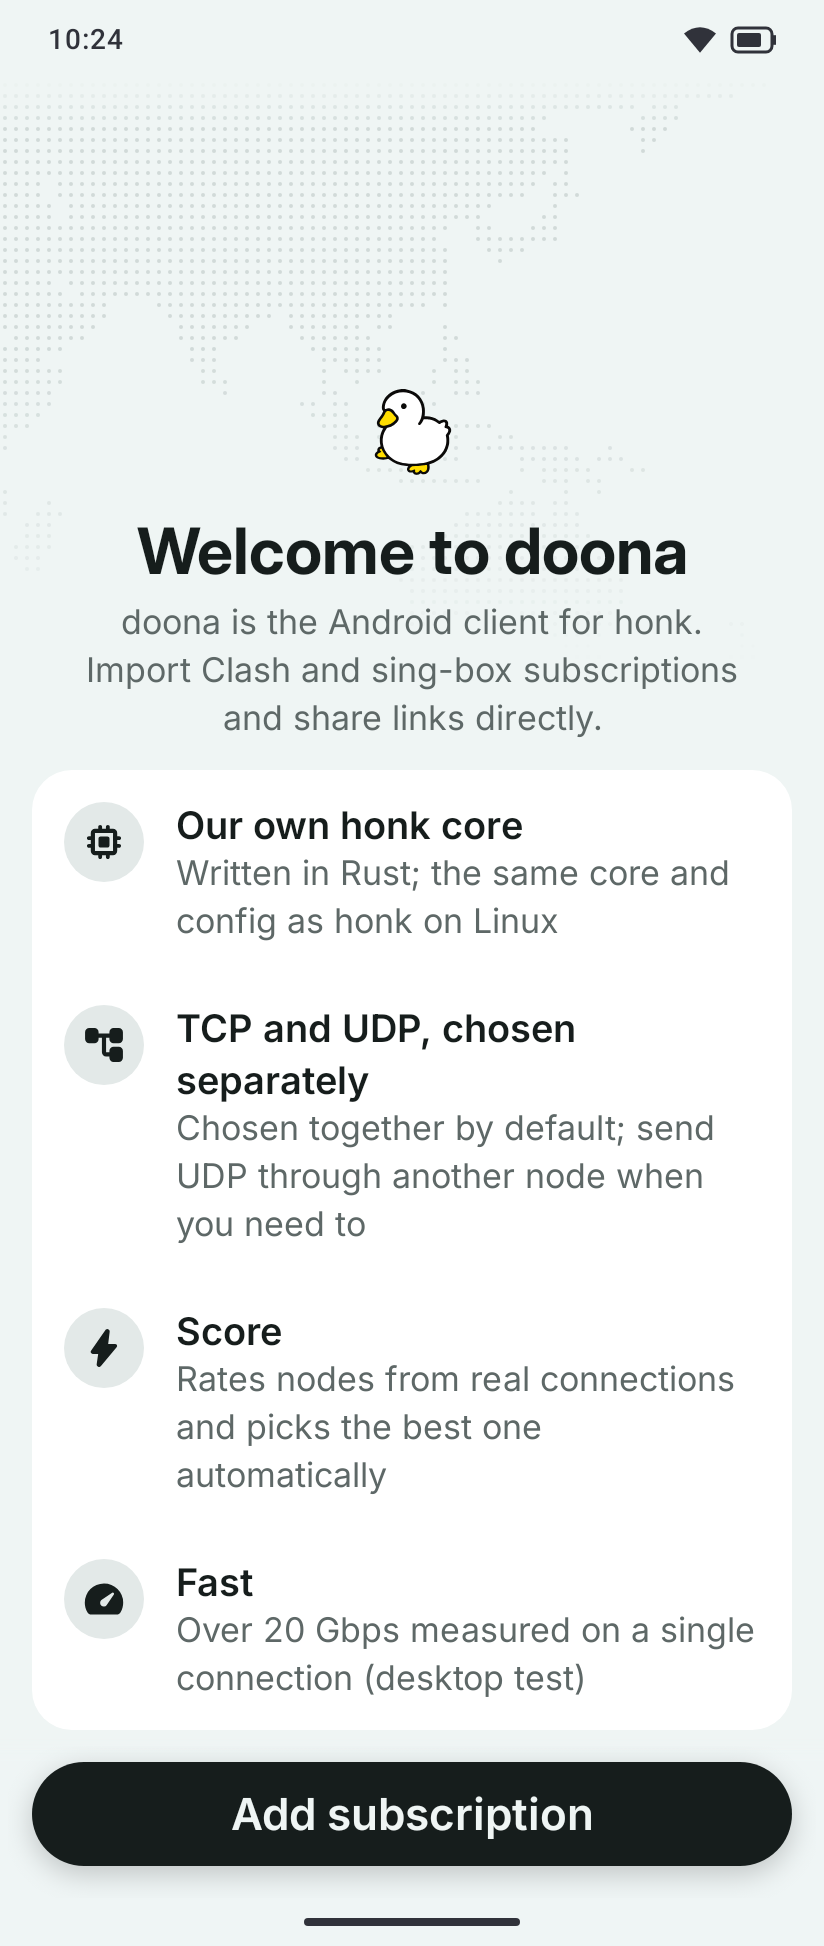 10:24
Welcome to doona
doona is the Android client for honk.
Import Clash and sing-box subscriptions
and share links directly.
Our own honk core
Written in Rust; the same core and
config as honk on Linux
TCP and UDP, chosen
separately
Chosen together by default; send
UDP through another node when
you need to
Score
Rates nodes from real connections
and picks the best one
automatically
Fast
Over 20 Gbps measured on a single
connection (desktop test)
Add subscription